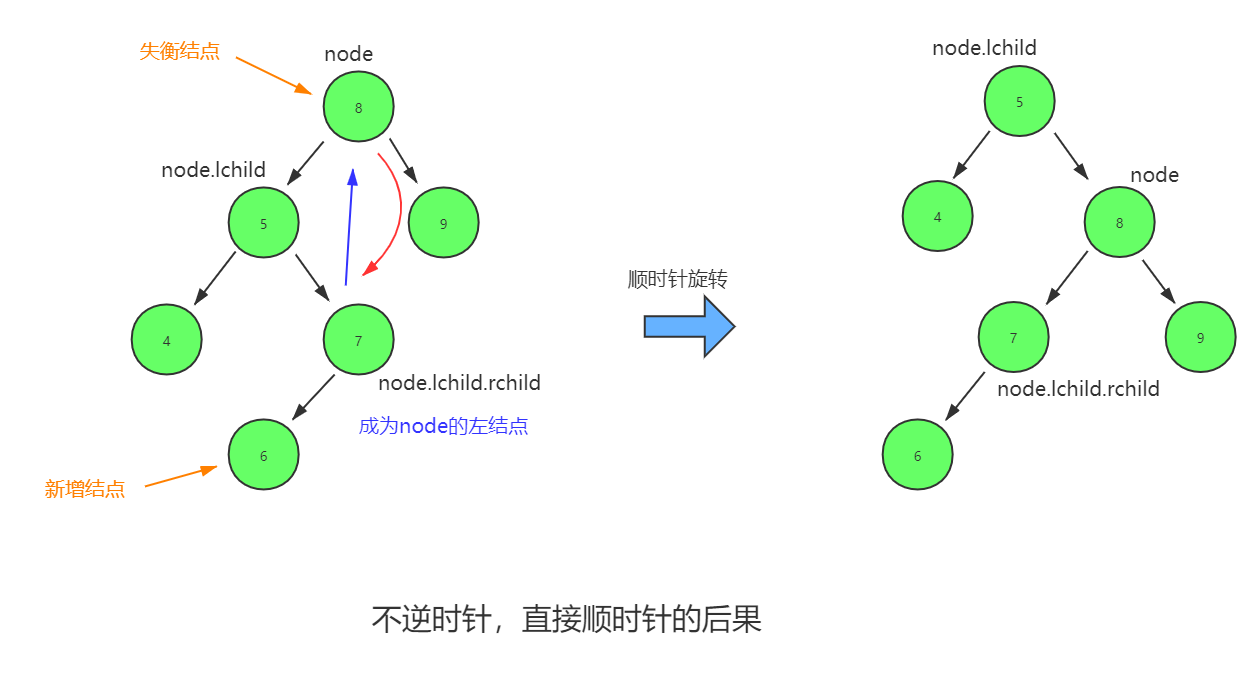 失衡结点
node
8
node.lchild
5
9
4
7
node.lchild.rchild
成为node的左结点
6
新增结点
顺时针旋转
node.lchild
5
node
4
8
7
9
node.lchild.rchild
6
不逆时针，直接顺时针的后果